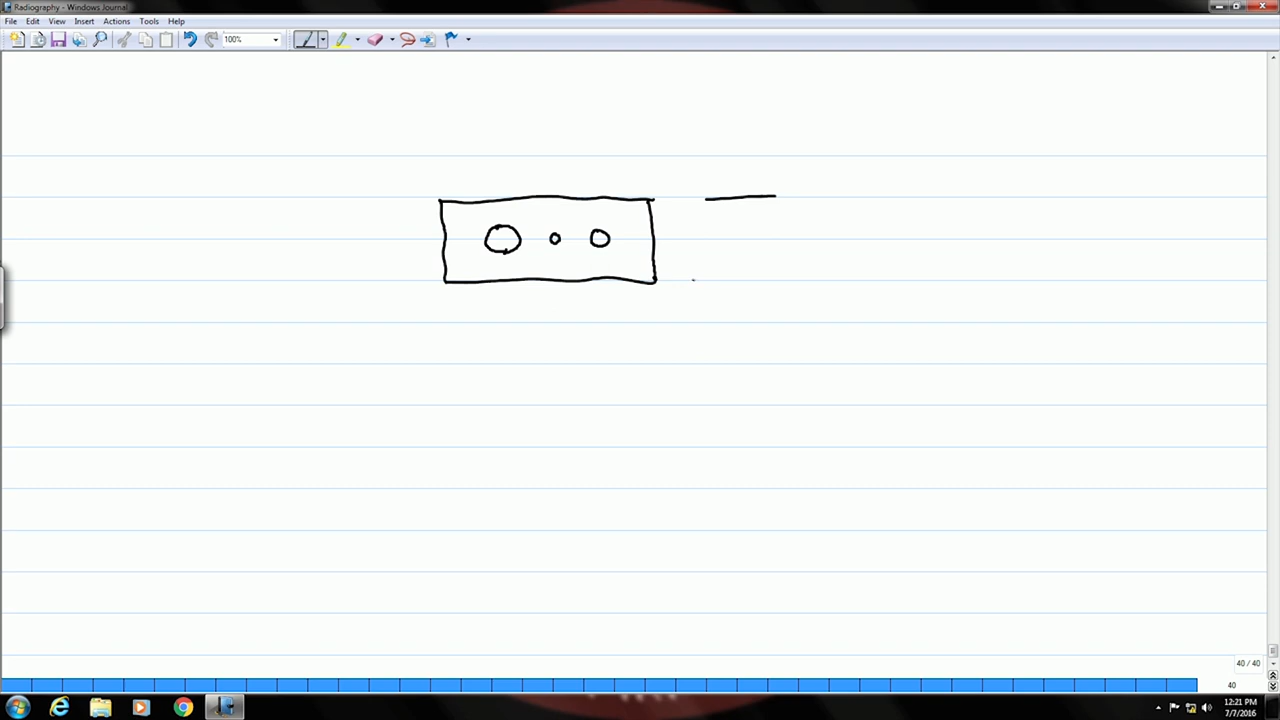 Radiography - Windows Journal
File Edit View Insert Actions Tools Help
100%
40 / 40
40
12:21 PM
7/7/2016